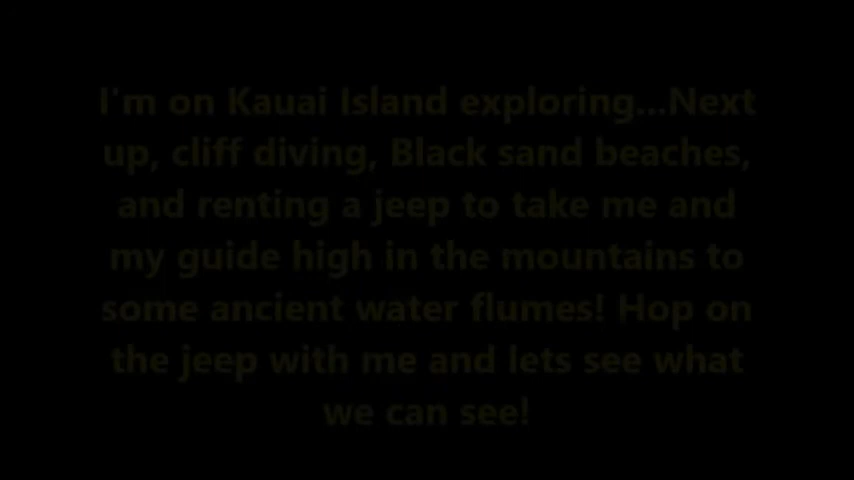 I'm on Kauai Island exploring...Next
up, cliff diving, Black sand beaches,
and renting a jeep to take me and
my guide high in the mountains to
some ancient water flumes! Hop on
the jeep with me and lets see what
we can see!